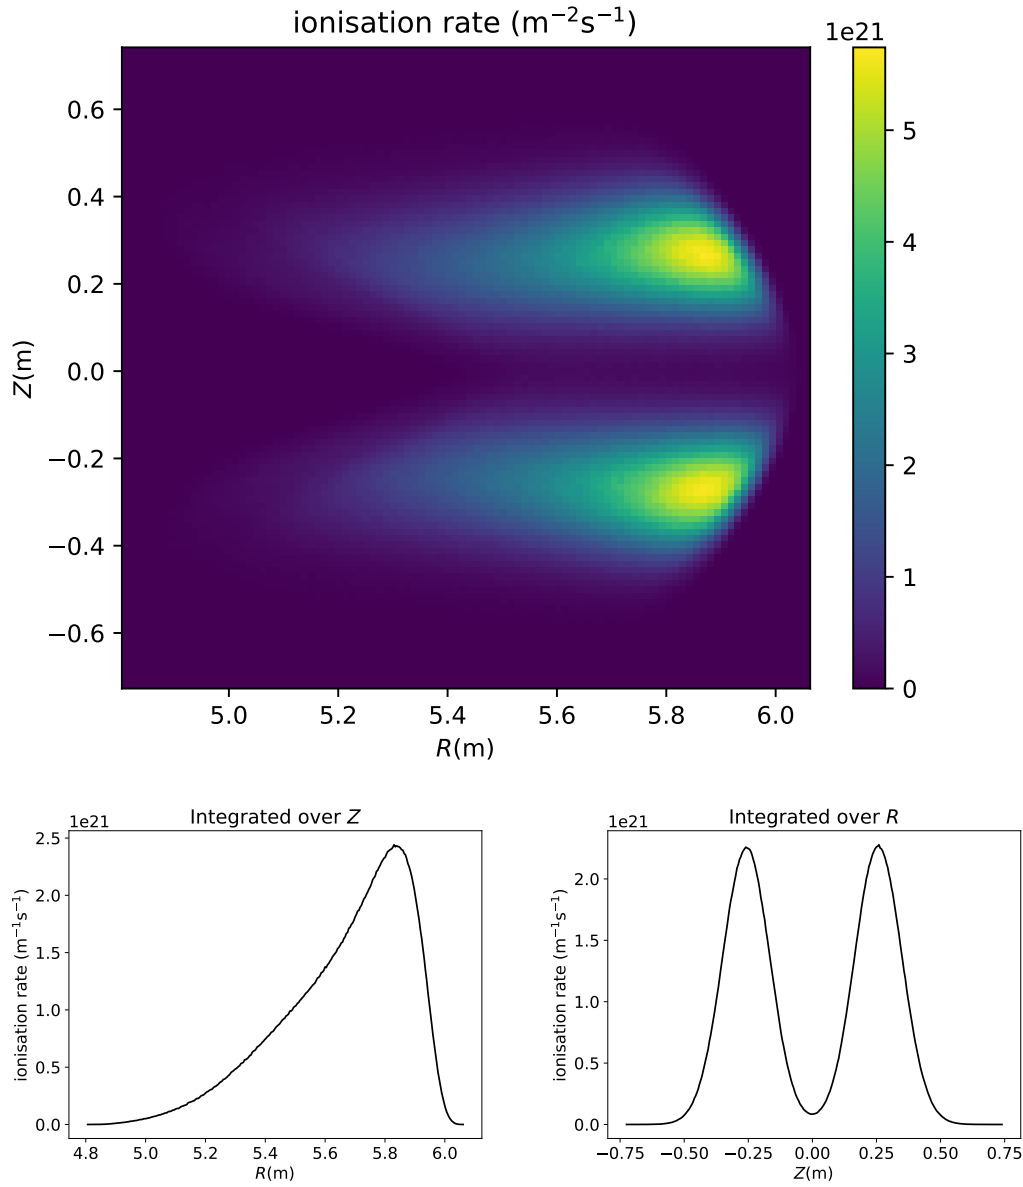 ionisation rate (m⁻²s⁻¹)
1e21
0.6
0.4
0.2
0.0
−0.2
−0.4
−0.6
Z(m)
5.0 5.2 5.4 5.6 5.8 6.0
R(m)
5
4
3
2
1
0
Integrated over Z
1e21
2.5
2.0
1.5
1.0
0.5
0.0
ionisation rate (m⁻¹s⁻¹)
4.8 5.0 5.2 5.4 5.6 5.8 6.0
R(m)
Integrated over R
1e21
2.0
1.5
1.0
0.5
0.0
ionisation rate (m⁻¹s⁻¹)
−0.75 −0.50 −0.25 0.00 0.25 0.50 0.75
Z(m)